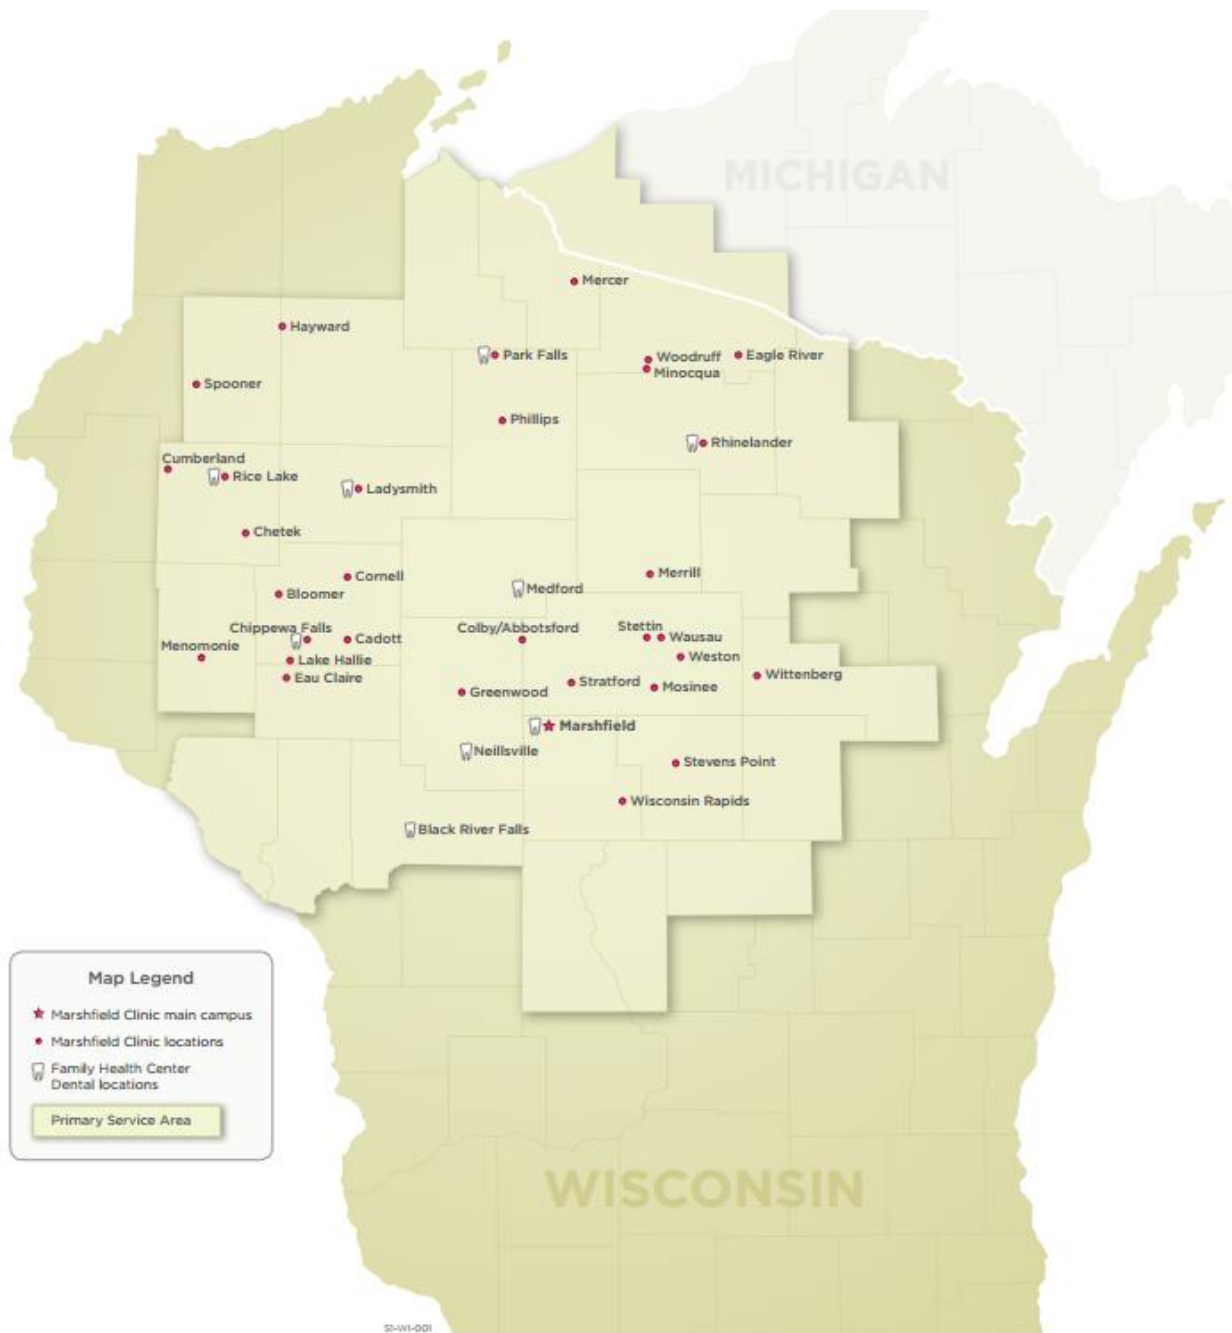 MICHIGAN
Mercer
Hayward
Park Falls
Woodruff
Eagle River
Minocqua
Spooner
Phillips
Rhinelander
Cumberland
Rice Lake
Ladysmith
Chetek
Cornell
Merrill
Medford
Bloomer
Chippewa Falls
Cadott
Colby/Abbotsford
Stettin
Wausau
Menomonie
Lake Hallie
Weston
Eau Claire
Greenwood
Stratford
Mosinee
Wittenberg
Marshfield
Neillsville
Stevens Point
Wisconsin Rapids
Black River Falls
Map Legend
Marshfield Clinic main campus
Marshfield Clinic locations
Family Health Center
Dental locations
Primary Service Area
WISCONSIN
S1-WI-001